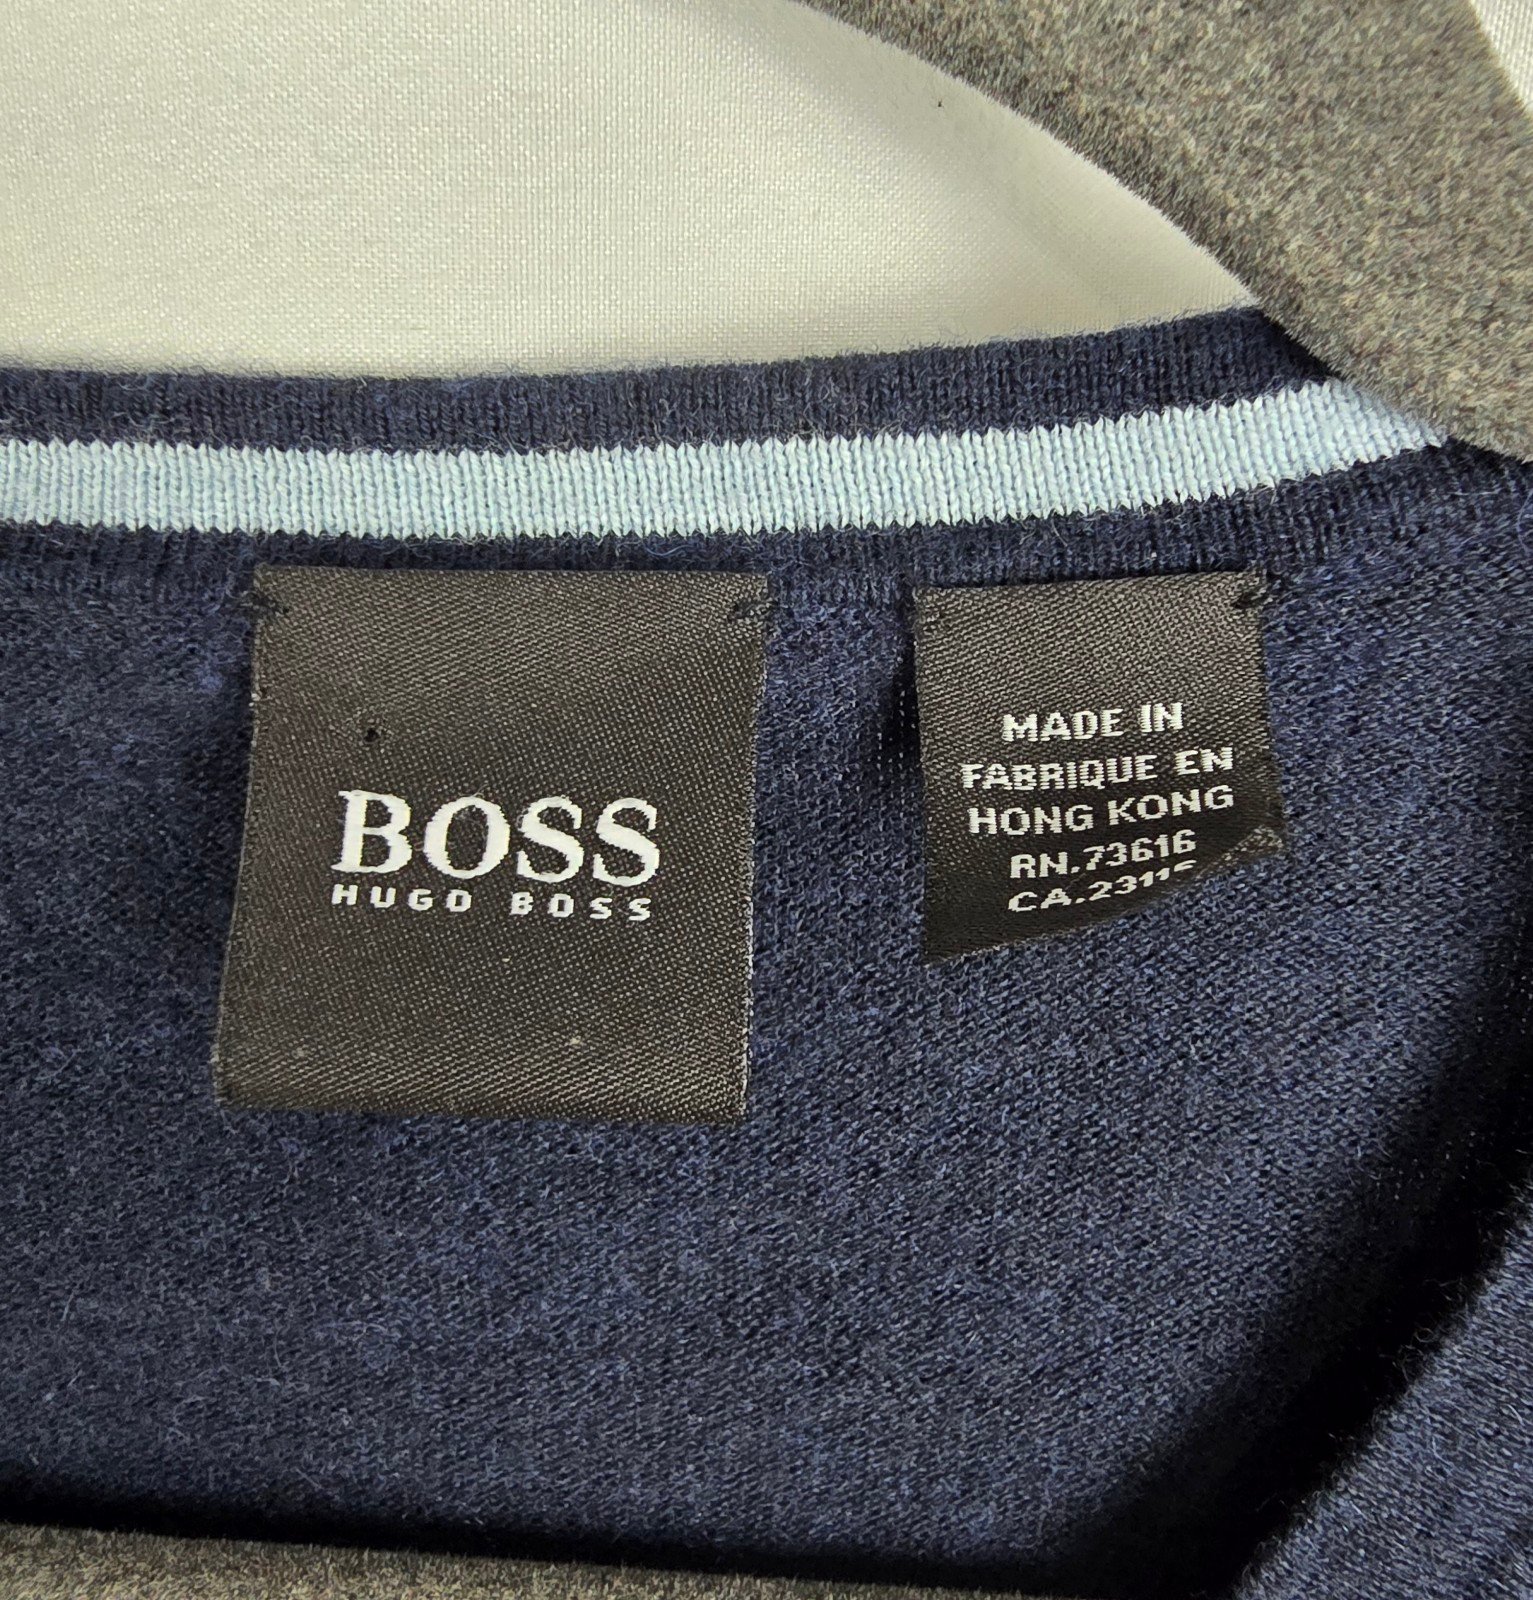 BOSS
HUGO BOSS
MADE IN
FABRIQUE EN
HONG KONG
RN.73616